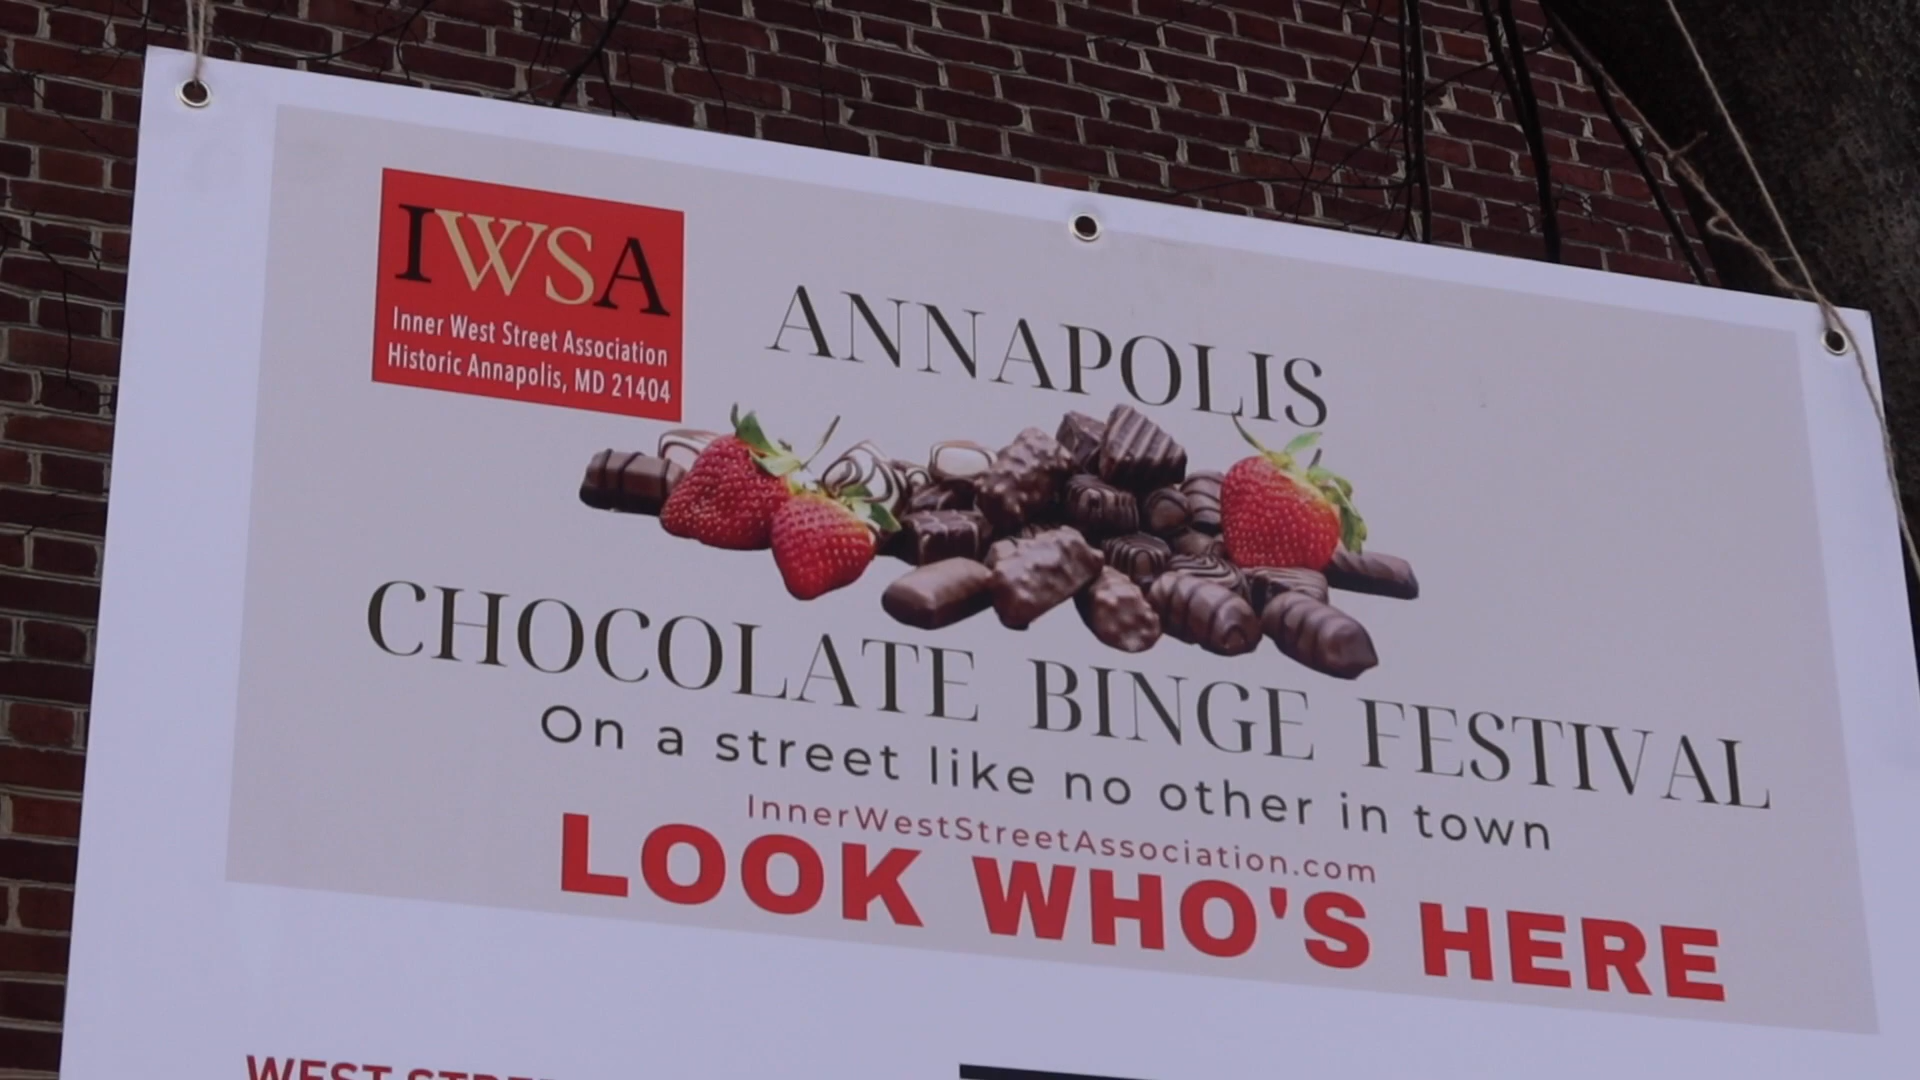 IWSA
Inner West Street Association
Historic Annapolis, MD 21404
ANNAPOLIS
CHOCOLATE BINGE FESTIVAL
On a street like no other in town
InnerWestStreetAssociation.com
LOOK WHO'S HERE
WEST